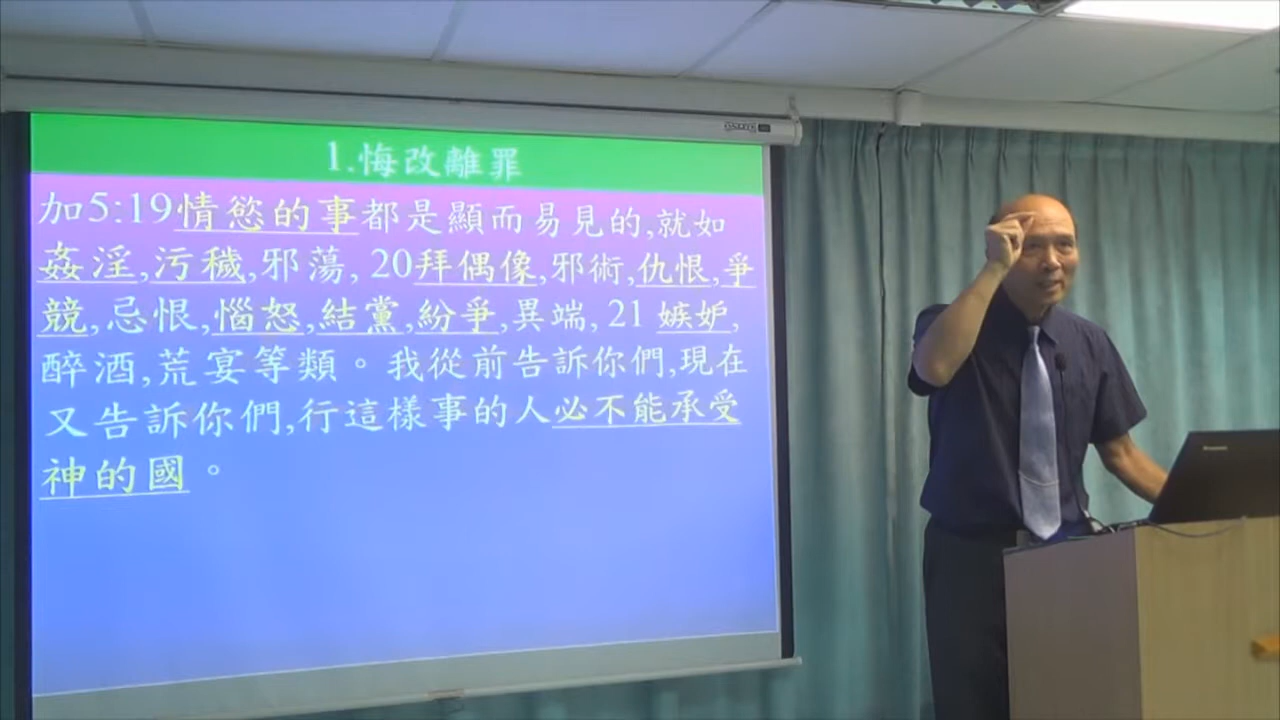 1.悔改離罪
加5:19情慾的事都是顯而易見的,就如
姦淫,污穢,邪蕩 20拜偶像,邪術,仇恨,爭
競,忌恨,惱怒,結黨,紛爭,異端, 21 嫉妒,
醉酒,荒宴等類。我從前告訴你們,現在
又告訴你們,行這樣事的人必不能承受
神的國。